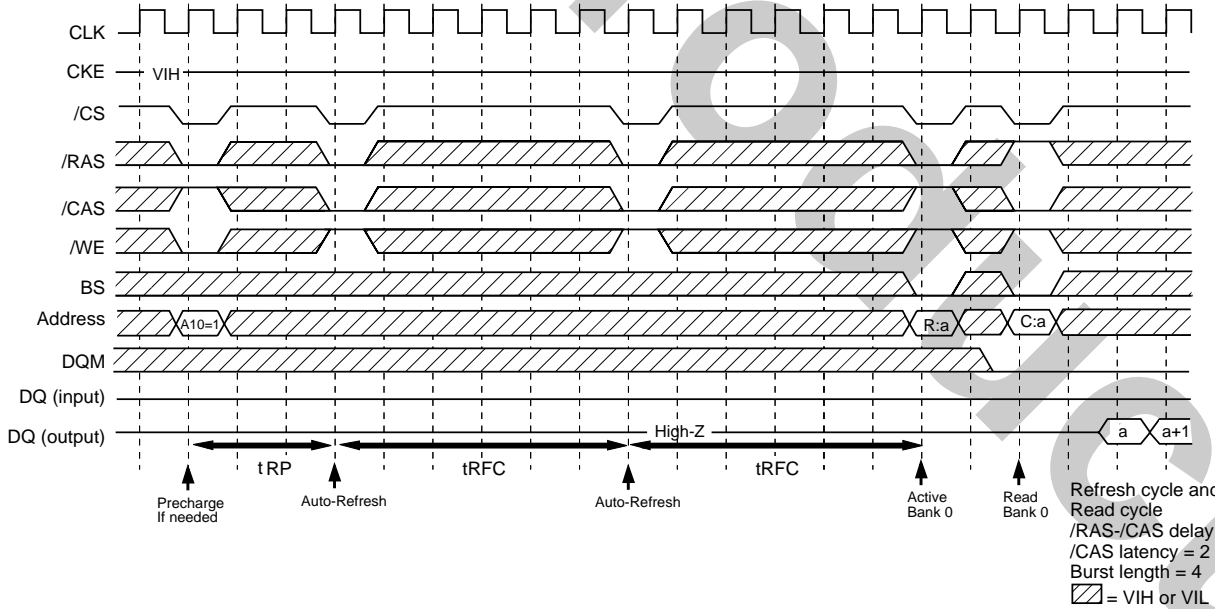 CLK
CKE VIH
/CS
/RAS
/CAS
/WE
BS
Address A10=1 R:a C:a
DQM
DQ (input)
DQ (output) High-Z a a+1
tRP tRFC tRFC
Precharge
If needed
Auto-Refresh
Auto-Refresh
Active
Bank 0
Read
Bank 0
Refresh cycle and
Read cycle
/RAS-/CAS delay
/CAS latency = 2
Burst length = 4
= VIH or VIL